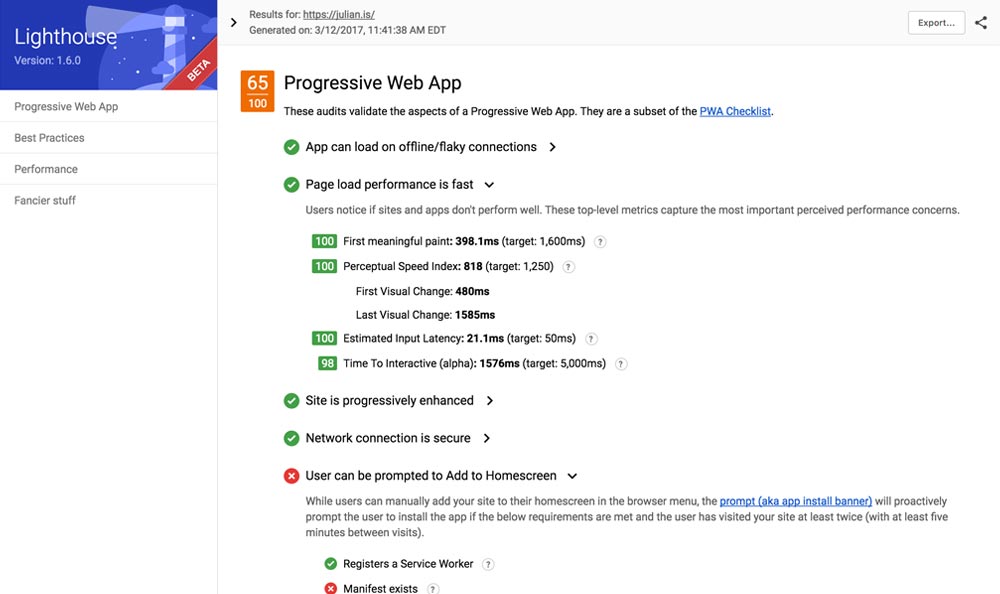 Lighthouse
Version: 1.6.0
BETA
Progressive Web App
Best Practices
Performance
Fancier stuff
Results for: https://julian.is/
Generated on: 3/12/2017, 11:41:38 AM EDT
Export...
65
100
Progressive Web App
These audits validate the aspects of a Progressive Web App. They are a subset of the PWA Checklist.
App can load on offline/flaky connections
Page load performance is fast
Users notice if sites and apps don't perform well. These top-level metrics capture the most important perceived performance concerns.
100 First meaningful paint: 398.1ms (target: 1,600ms) ?
100 Perceptual Speed Index: 818 (target: 1,250) ?
First Visual Change: 480ms
Last Visual Change: 1585ms
100 Estimated Input Latency: 21.1ms (target: 50ms) ?
98 Time To Interactive (alpha): 1576ms (target: 5,000ms) ?
Site is progressively enhanced
Network connection is secure
User can be prompted to Add to Homescreen
While users can manually add your site to their homescreen in the browser menu, the prompt (aka app install banner) will proactively
prompt the user to install the app if the below requirements are met and the user has visited your site at least twice (with at least five
minutes between visits).
Registers a Service Worker ?
Manifest exists ?